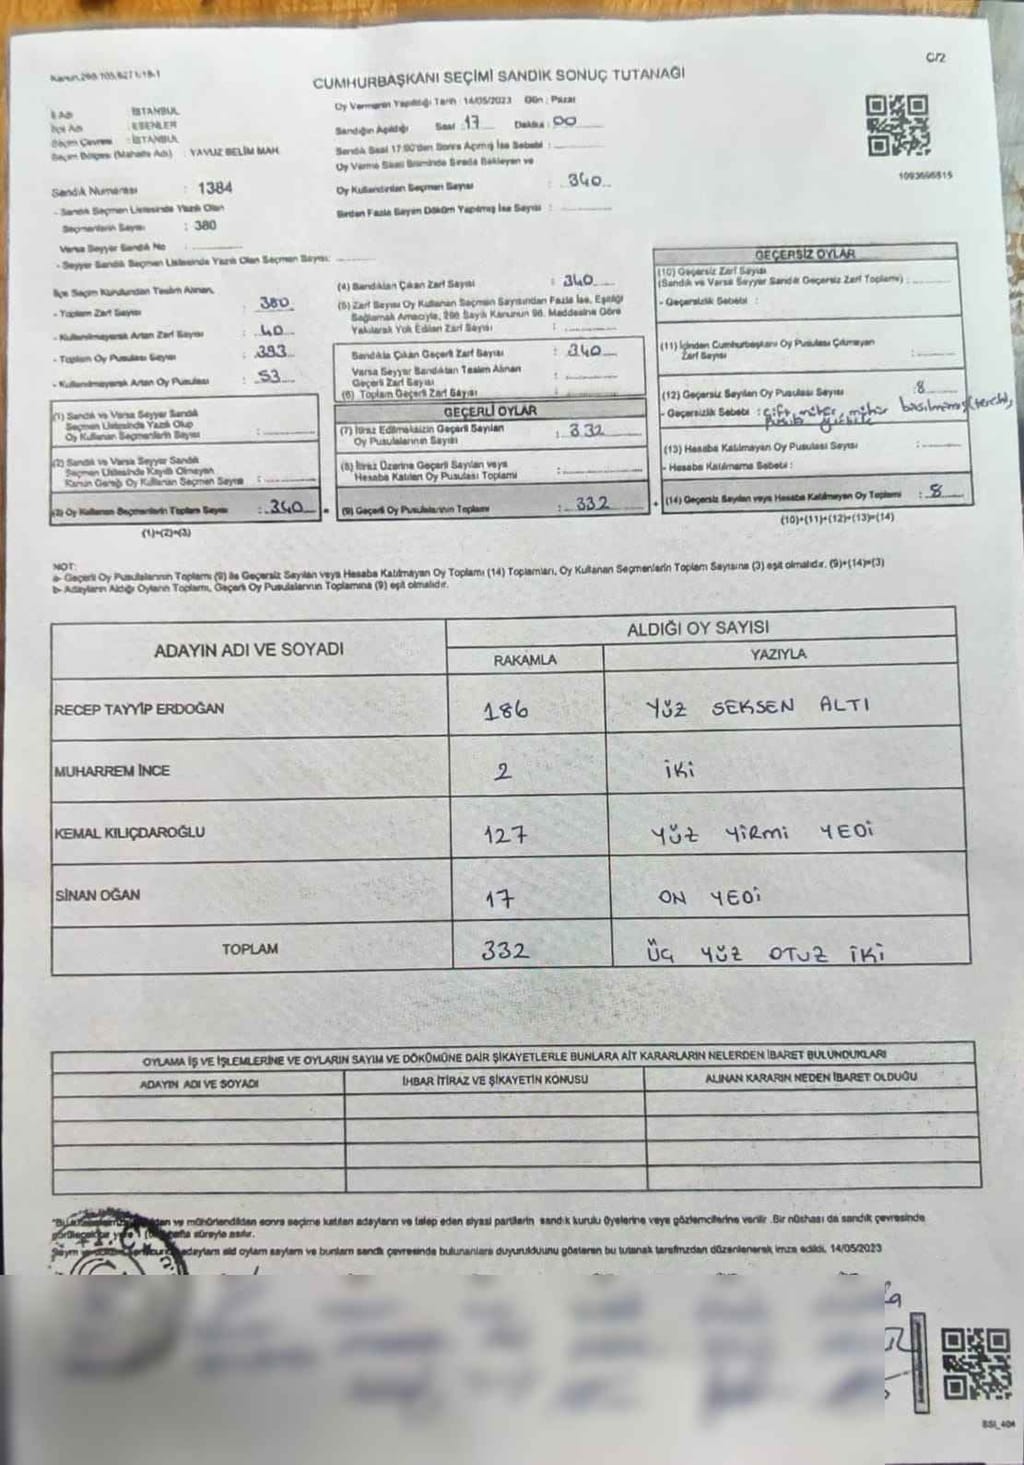 Kanun.298.105.6271/18-1
C/2
CUMHURBAŞKANI SEÇİMİ SANDIK SONUÇ TUTANAĞI
İl Adı : İSTANBUL
İlçe Adı : ESENLER
Seçim Çevresi : İSTANBUL
Seçim Bölgesi (Mahalle Adı) : YAVUZ SELİM MAH.
Sandık Numarası : 1384
- Sandık Seçmen Listesinde Yazılı Olan
Seçmenlerin Sayısı : 380
Varsa Seyyar Sandık No :
- Seyyar Sandık Seçmen Listesinde Yazılı Olan Seçmen Sayısı:
Oy Vermenin Yapıldığı Tarih : 14/05/2023 Gün : Pazar
Sandığın Açıldığı Saat : 17 Dakika : 00
Sandık Saat 17:00'den Sonra Açılmış İse Sebebi :
Oy Verme Saati Bitiminde Sırada Bekleyen ve
Oy Kullandırılan Seçmen Sayısı : 340
Birden Fazla Sayım Döküm Yapılmış İse Sayısı :
1093696815
İlçe Seçim Kurulundan Teslim Alınan,
- Toplam Zarf Sayısı : 380
- Kullanılmayarak Artan Zarf Sayısı : 40
- Toplam Oy Pusulası Sayısı : 393
- Kullanılmayarak Artan Oy Pusulası : 53
(1) Sandık ve Varsa Seyyar Sandık
Seçmen Listesinde Yazılı Olup
Oy Kullanan Seçmenlerin Sayısı :
(2) Sandık ve Varsa Seyyar Sandık
Seçmen Listesinde Kayıtlı Olmayan
Kanun Gereği Oy Kullanan Seçmen Sayısı :
(3) Oy Kullanan Seçmenlerin Toplam Sayısı : 340
(1)+(2)=(3)
(4) Sandıktan Çıkan Zarf Sayısı : 340
(5) Zarf Sayısı Oy Kullanan Seçmen Sayısından Fazla İse, Eşitliği
Sağlamak Amacıyla, 298 Sayılı Kanunun 98. Maddesine Göre
Yakılarak Yok Edilen Zarf Sayısı :
Sandıkta Çıkan Geçerli Zarf Sayısı : 340
Varsa Seyyar Sandıktan Teslim Alınan
Geçerli Zarf Sayısı :
(6) Toplam Geçerli Zarf Sayısı :
GEÇERLİ OYLAR
(7) İtiraz Edilmeksizin Geçerli Sayılan
Oy Pusulalarının Sayısı : 332
(8) İtiraz Üzerine Geçerli Sayılan veya
Hesaba Katılan Oy Pusulası Toplamı :
(9) Geçerli Oy Pusulalarının Toplamı : 332
GEÇERSİZ OYLAR
(10) Geçersiz Zarf Sayısı
(Sandık ve Varsa Seyyar Sandık Geçersiz Zarf Toplamı) :
- Geçersizlik Sebebi :
(11) İçinden Cumhurbaşkanı Oy Pusulası Çıkmayan
Zarf Sayısı :
(12) Geçersiz Sayılan Oy Pusulası Sayısı : 8
- Geçersizlik Sebebi : Çift mühür, mühür basılmamış (tercih),
(13) Hesaba Katılmayan Oy Pusulası Sayısı :
- Hesaba Katılmama Sebebi :
(14) Geçersiz Sayılan veya Hesaba Katılmayan Oy Toplamı : 8
(10)+(11)+(12)+(13)=(14)
NOT:
a- Geçerli Oy Pusulalarının Toplamı (9) ile Geçersiz Sayılan veya Hesaba Katılmayan Oy Toplamı (14) Toplamları, Oy Kullanan Seçmenlerin Toplam Sayısına (3) eşit olmalıdır. (9)+(14)=(3)
b- Adayların Aldığı Oyların Toplamı, Geçerli Oy Pusulalarının Toplamına (9) eşit olmalıdır.
ADAYIN ADI VE SOYADI
ALDIĞI OY SAYISI
RAKAMLA YAZIYLA
RECEP TAYYİP ERDOĞAN 186 YÜZ SEKSEN ALTI
MUHARREM İNCE 2 İKİ
KEMAL KILIÇDAROĞLU 127 YÜZ YİRMİ YEDİ
SİNAN OĞAN 17 ON YEDİ
TOPLAM 332 ÜÇ YÜZ OTUZ İKİ
OYLAMA İŞ VE İŞLEMLERİNE VE OYLARIN SAYIM VE DÖKÜMÜNE DAİR ŞİKAYETLERLE BUNLARA AİT KARARLARIN NELERDEN İBARET BULUNDUKLARI
ADAYIN ADI VE SOYADI İHBAR İTİRAZ VE ŞİKAYETİN KONUSU ALINAN KARARIN NEDEN İBARET OLDUĞU
ve mühürlendikten sonra seçime katılan adayların ve talep eden siyasi partilerin sandık kurulu üyelerine veya gözlemcilerine verilir. Bir nüshası da sandık çevresinde
süreyle asılır.
adayların aldığı oyların sayıları ve bunların sandık çevresinde bulunanlara duyurulduğunu gösteren bu tutanak tarafımızdan düzenlenerek imza edildi. 14/05/2023
SSI_404